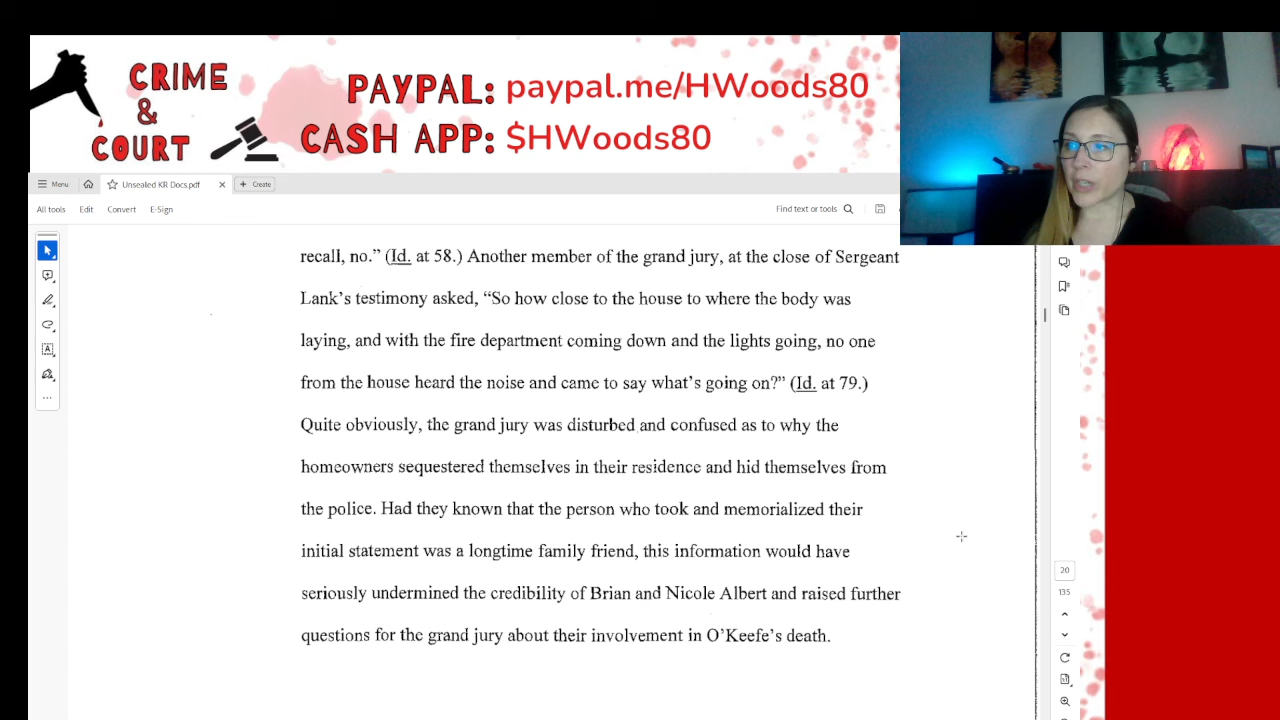 CRIME
&
COURT
PAYPAL: paypal.me/HWoods80
CASH APP: $HWoods80
Menu
Unsealed KR Docs.pdf
Create
All tools Edit Convert E-Sign
Find text or tools
recall, no.” (Id. at 58.) Another member of the grand jury, at the close of Sergeant
Lank’s testimony asked, “So how close to the house to where the body was
laying, and with the fire department coming down and the lights going, no one
from the house heard the noise and came to say what’s going on?” (Id. at 79.)
Quite obviously, the grand jury was disturbed and confused as to why the
homeowners sequestered themselves in their residence and hid themselves from
the police. Had they known that the person who took and memorialized their
initial statement was a longtime family friend, this information would have
seriously undermined the credibility of Brian and Nicole Albert and raised further
questions for the grand jury about their involvement in O’Keefe’s death.
20
135